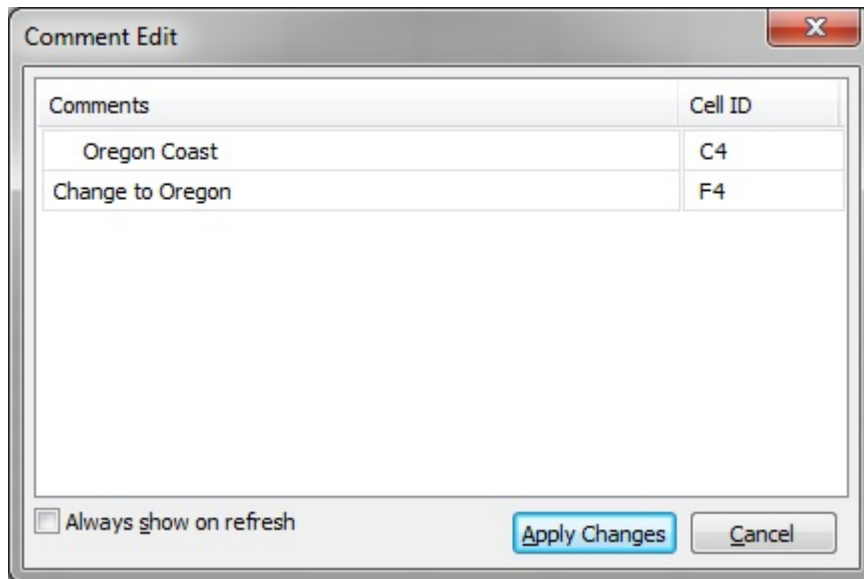 Comment Edit
Comments Cell ID
Oregon Coast C4
Change to Oregon F4
Always show on refresh Apply Changes Cancel